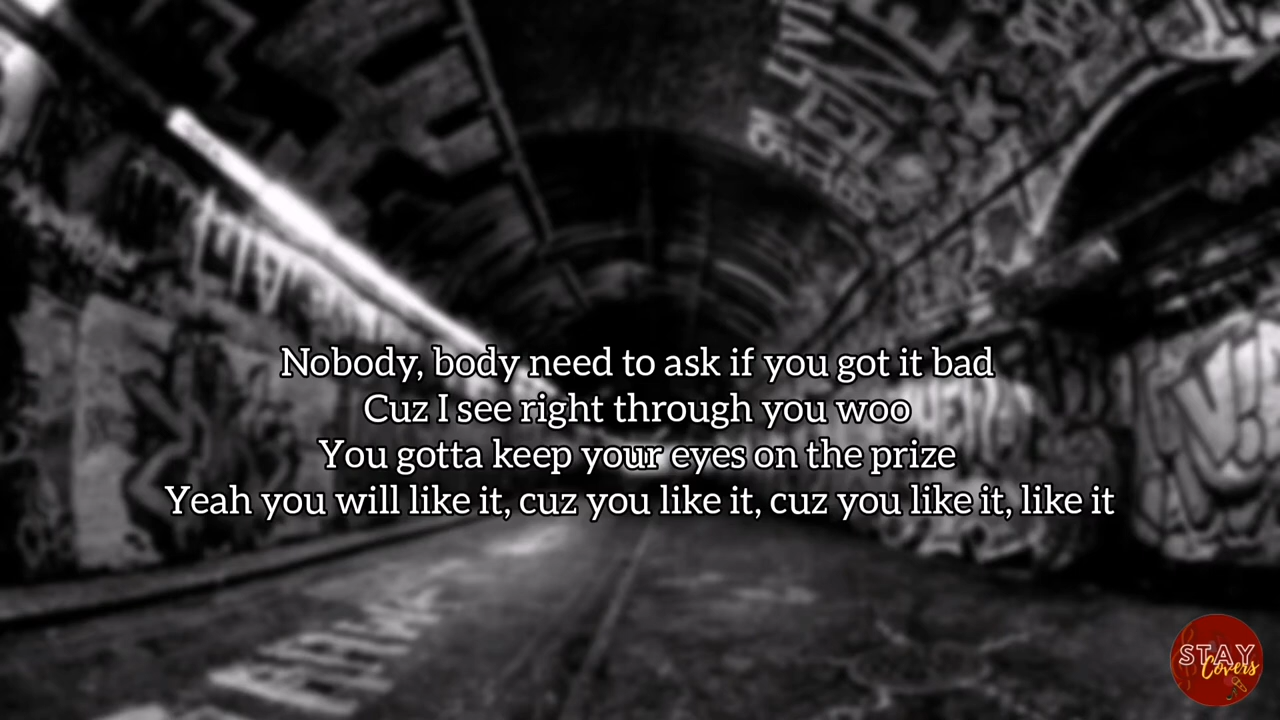 Nobody, body need to ask if you got it bad
Cuz I see right through you woo
You gotta keep your eyes on the prize
Yeah you will like it, cuz you like it, cuz you like it, like it
STAY
Covers